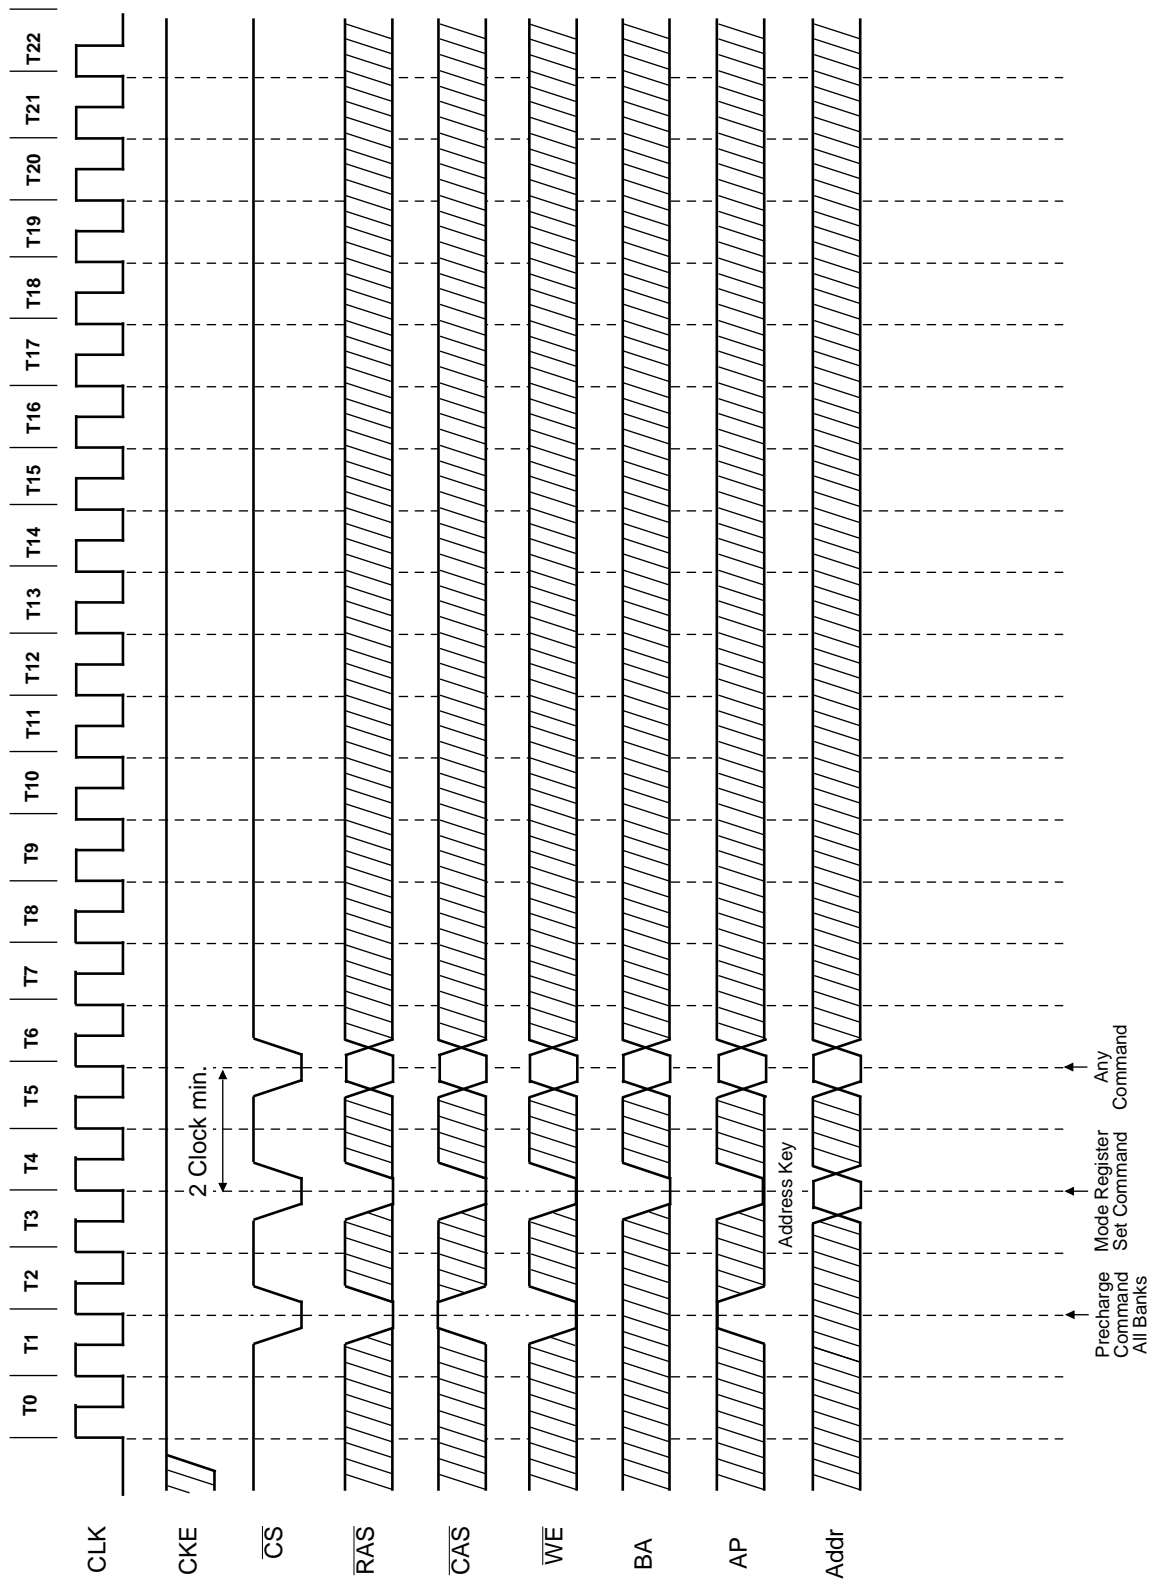 T0 T1 T2 T3 T4 T5 T6 T7 T8 T9 T10 T11 T12 T13 T14 T15 T16 T17 T18 T19 T20 T21 T22
CLK
CKE
2 Clock min.
CS
RAS
CAS
WE
BA
AP
Address Key
Addr
Precharge
Command
All Banks
Mode Register
Set Command
Any
Command